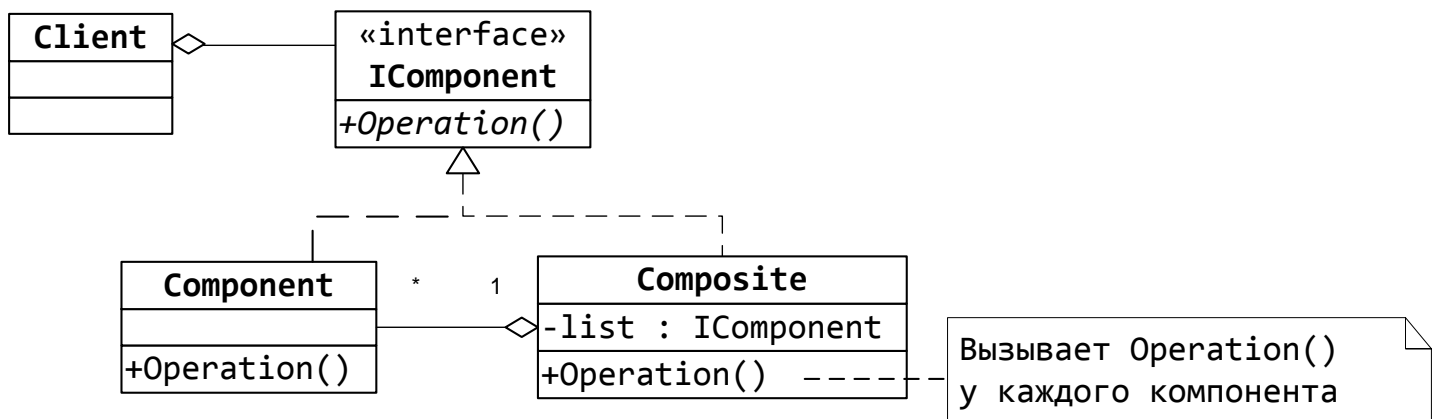 Client
«interface»
IComponent
+Operation()
Component
* 1
Composite
-list : IComponent
+Operation()
+Operation()
Вызывает Operation()
у каждого компонента